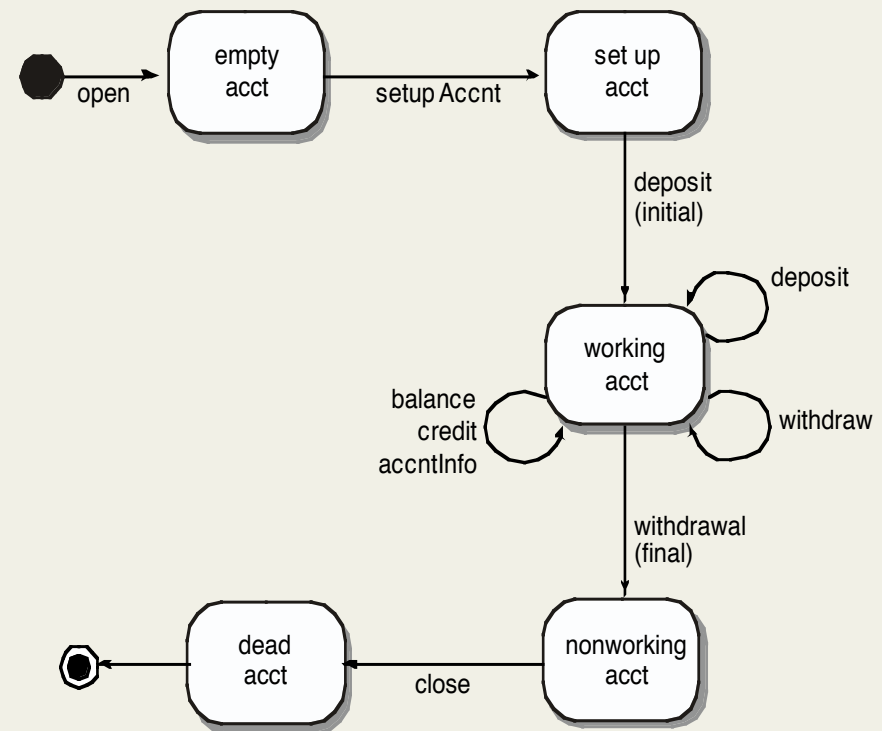 empty
acct
open
setup Accnt
set up
acct
deposit
(initial)
deposit
working
acct
balance
credit
accntInfo
withdraw
withdrawal
(final)
nonworking
acct
close
dead
acct